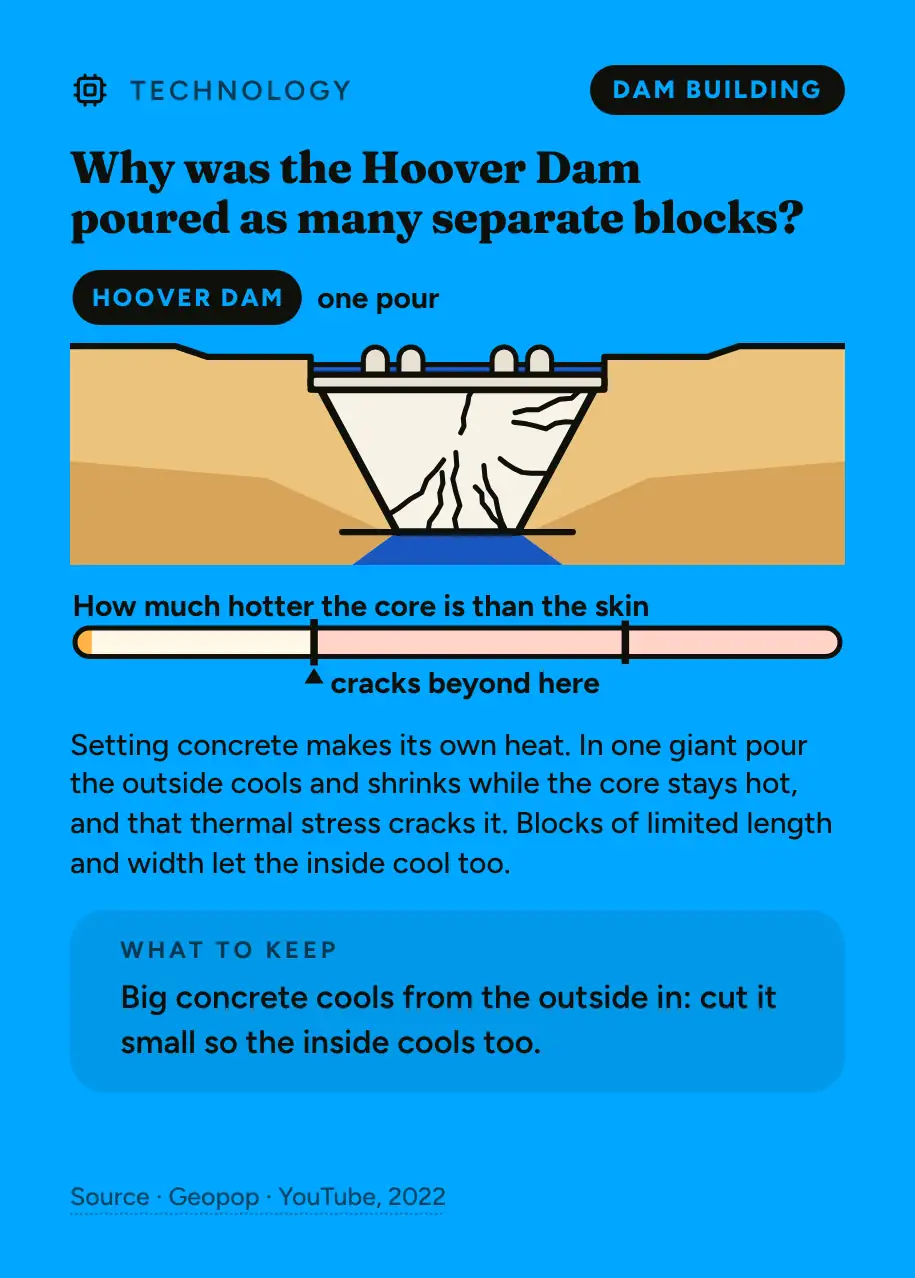 TECHNOLOGY
DAM BUILDING
Why was the Hoover Dam
poured as many separate blocks?
HOOVER DAM one pour
How much hotter the core is than the skin
cracks beyond here
Setting concrete makes its own heat. In one giant pour
the outside cools and shrinks while the core stays hot,
and that thermal stress cracks it. Blocks of limited length
and width let the inside cool too.
WHAT TO KEEP
Big concrete cools from the outside in: cut it
small so the inside cools too.
Source · Geopop · YouTube, 2022